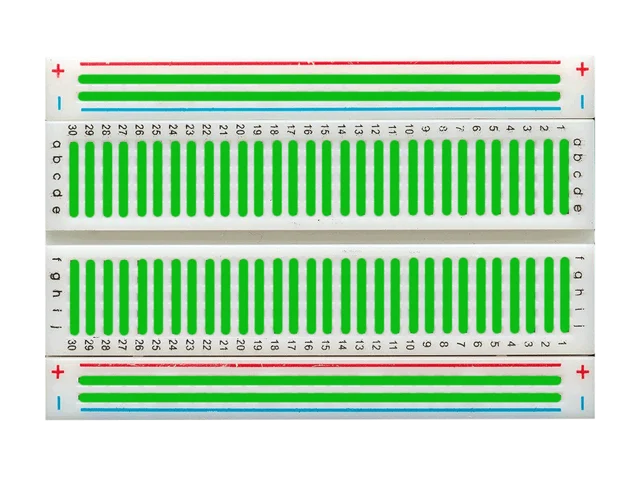 + +
− −
30 29 28 27 26 25 24 23 22 21 20 19 18 17 16 15 14 13 12 11 10 9 8 7 6 5 4 3 2 1
a a
b b
c c
d d
e e
f f
g g
h h
i i
j j
30 29 28 27 26 25 24 23 22 21 20 19 18 17 16 15 14 13 12 11 10 9 8 7 6 5 4 3 2 1
+ +
− −